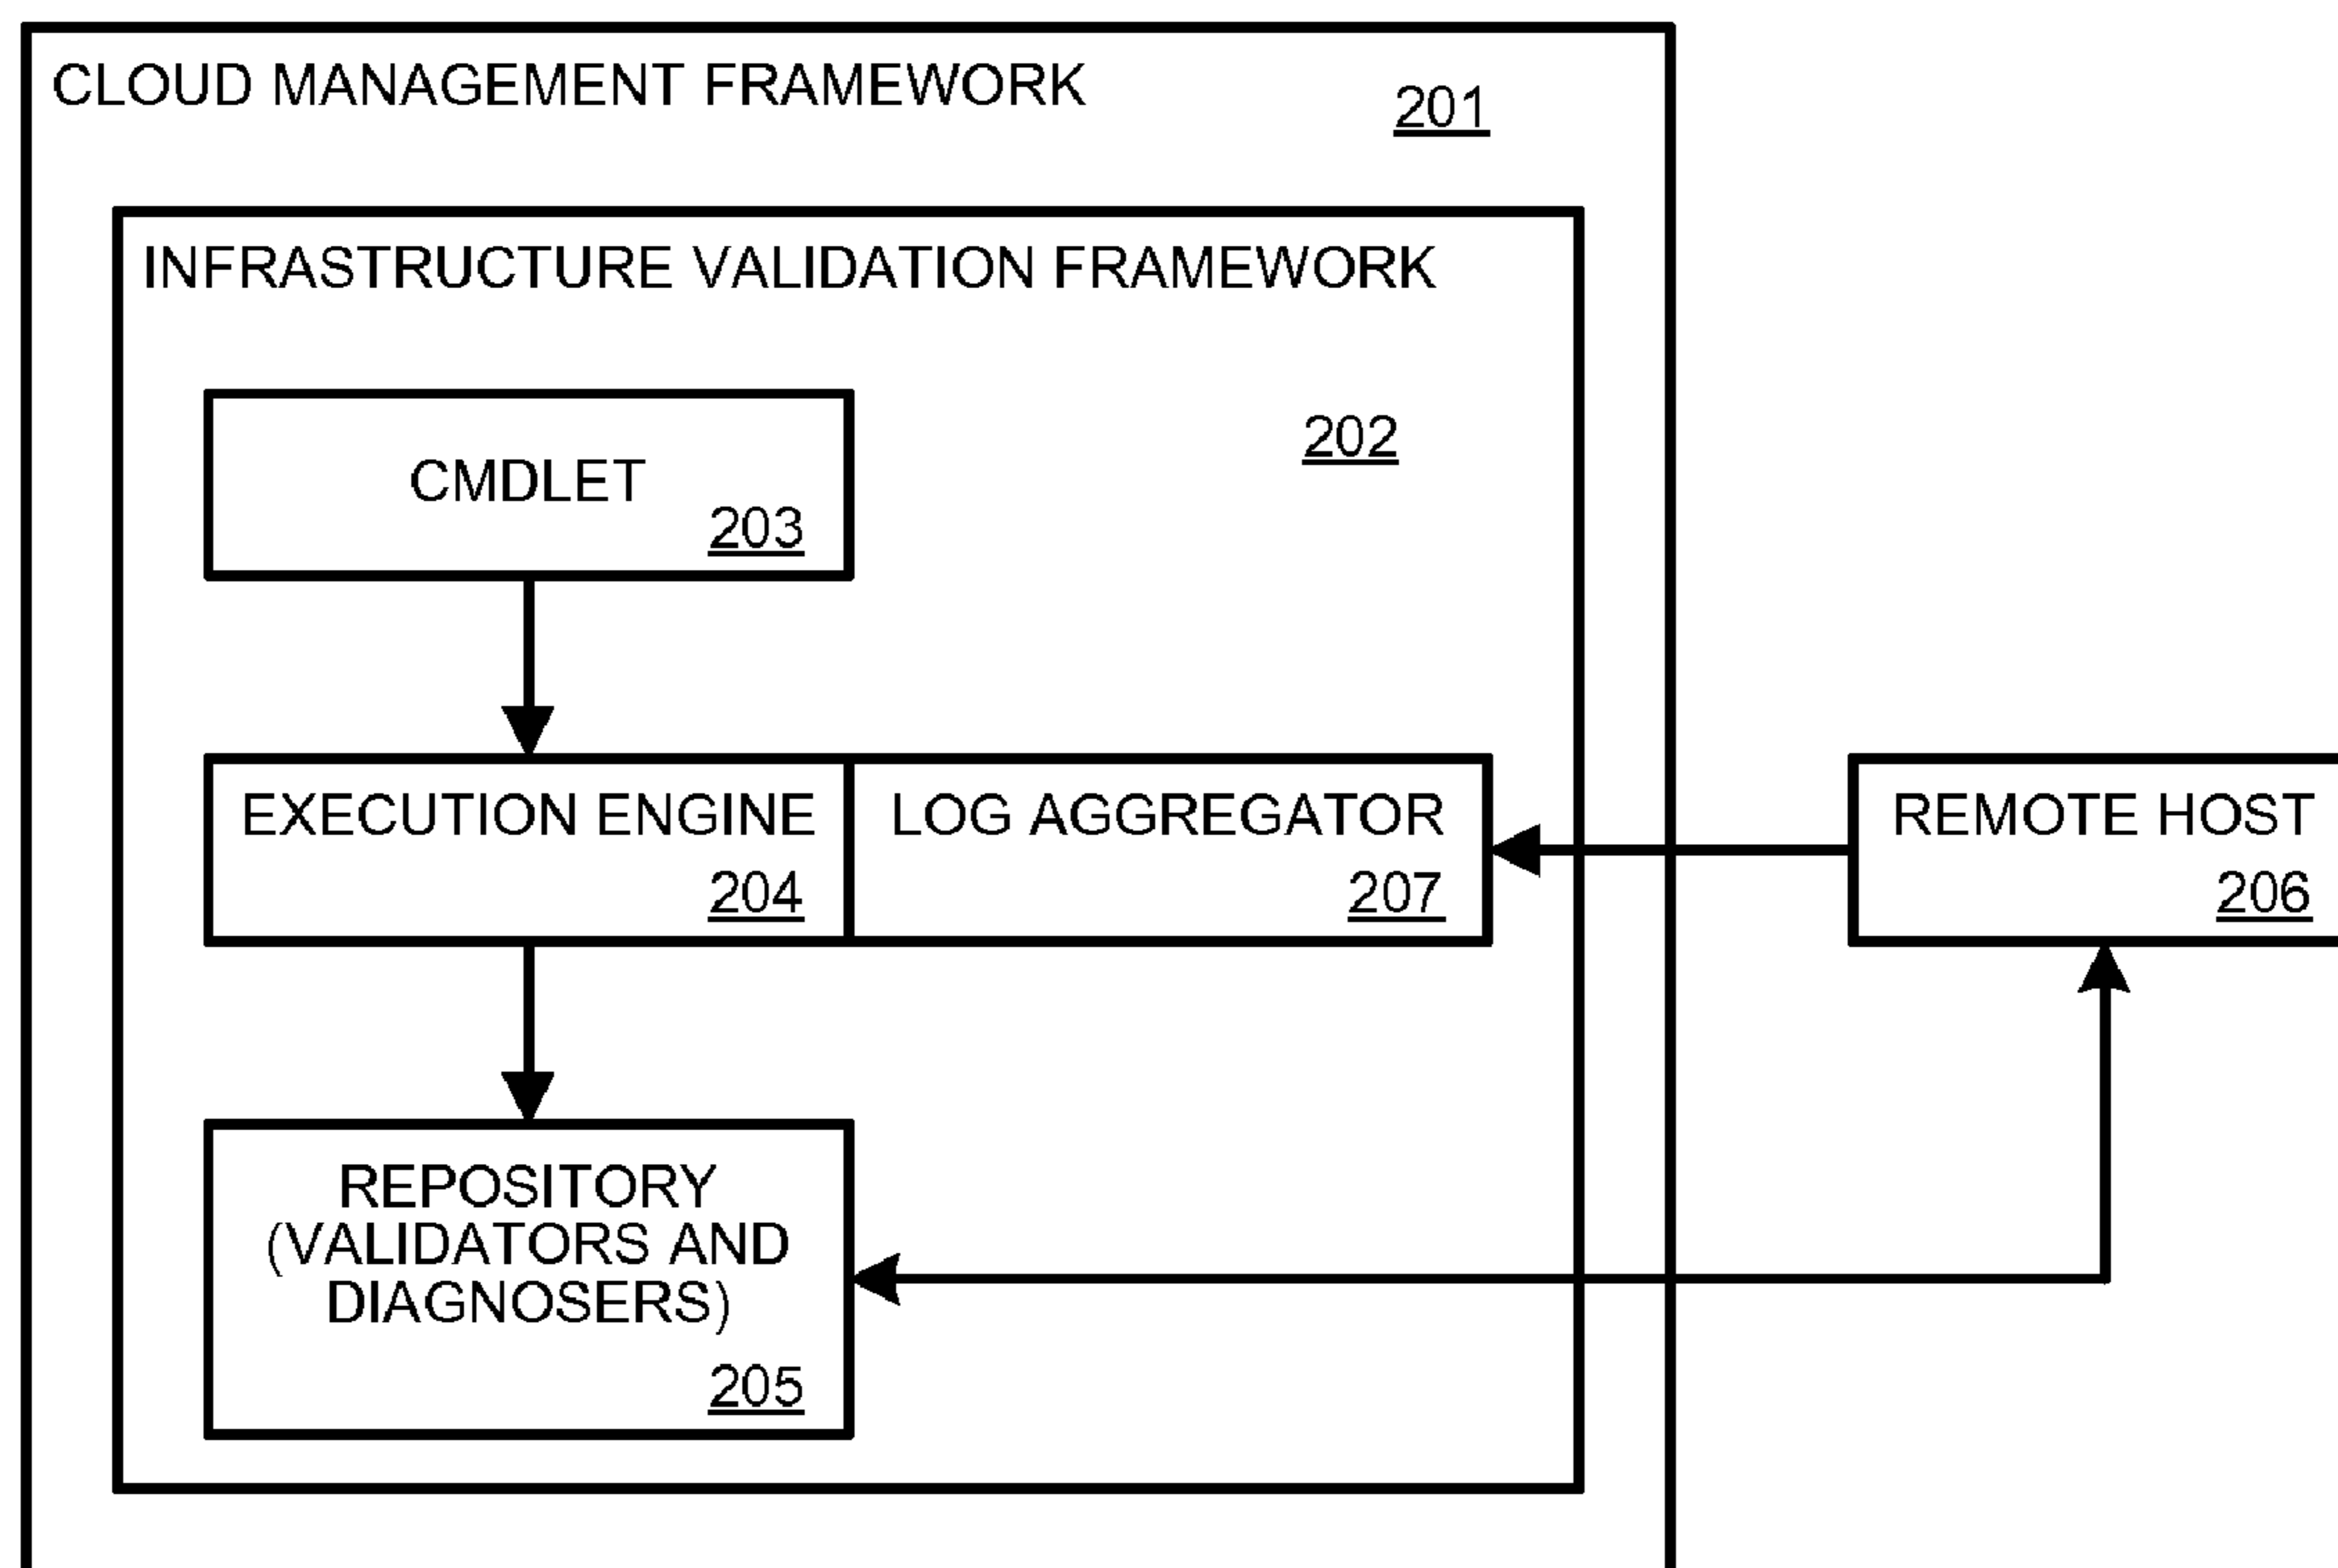 CLOUD MANAGEMENT FRAMEWORK
201
INFRASTRUCTURE VALIDATION FRAMEWORK
202
CMDLET
203
EXECUTION ENGINE
204
LOG AGGREGATOR
207
REMOTE HOST
206
REPOSITORY
(VALIDATORS AND
DIAGNOSERS)
205